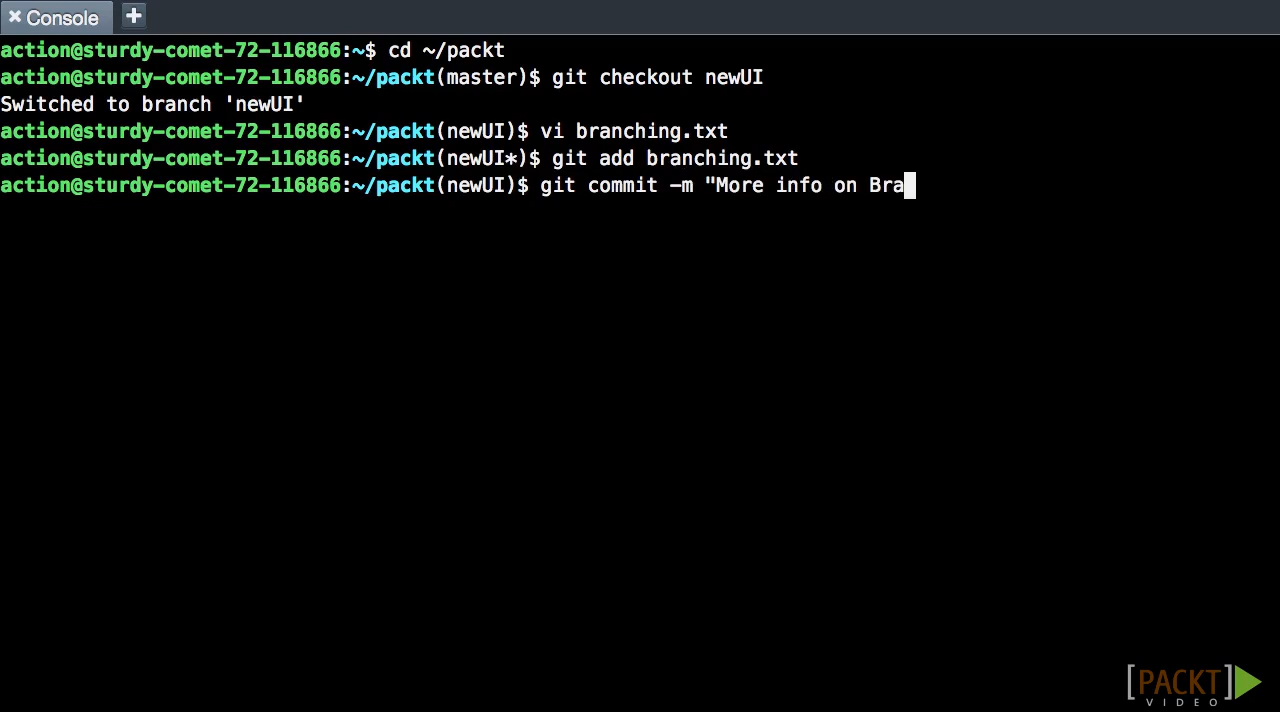 × Console +
action@sturdy-comet-72-116866:~$ cd ~/packt
action@sturdy-comet-72-116866:~/packt(master)$ git checkout newUI
Switched to branch 'newUI'
action@sturdy-comet-72-116866:~/packt(newUI)$ vi branching.txt
action@sturdy-comet-72-116866:~/packt(newUI*)$ git add branching.txt
action@sturdy-comet-72-116866:~/packt(newUI)$ git commit -m "More info on Bra
[PACKT]
VIDEO